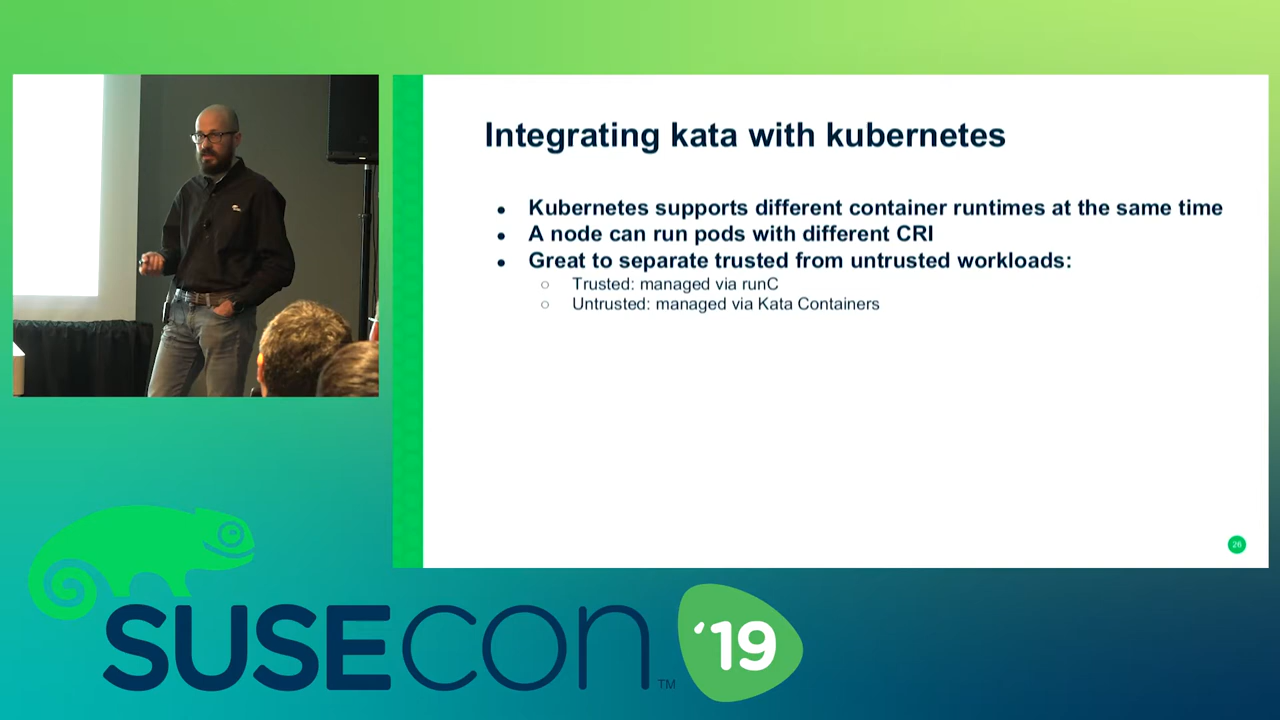 Integrating kata with kubernetes
● Kubernetes supports different container runtimes at the same time
● A node can run pods with different CRI
● Great to separate trusted from untrusted workloads:
○ Trusted: managed via runC
○ Untrusted: managed via Kata Containers
26
SUSECON ™ ‘19